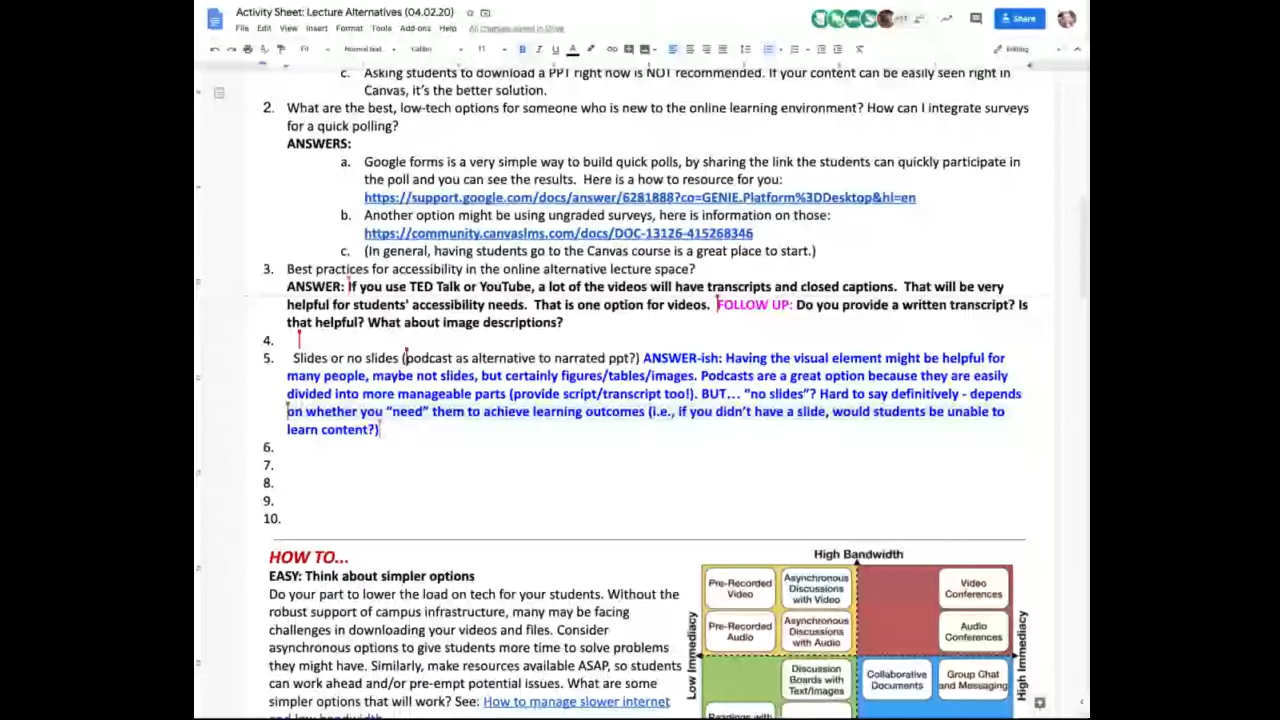 Activity Sheet: Lecture Alternatives (04.02.20)
File Edit View Insert Format Tools Add-ons Help All changes saved in Drive
Share
Normal text Calibri 11 Editing
c. Asking students to download a PPT right now is NOT recommended. If your content can be easily seen right in
Canvas, it's the better solution.
2. What are the best, low-tech options for someone who is new to the online learning environment? How can I integrate surveys
for a quick polling?
ANSWERS:
a. Google forms is a very simple way to build quick polls, by sharing the link the students can quickly participate in
the poll and you can see the results. Here is a how to resource for you:
https://support.google.com/docs/answer/6281888?co=GENIE.Platform%3DDesktop&hl=en
b. Another option might be using ungraded surveys, here is information on those:
https://community.canvaslms.com/docs/DOC-13126-415268346
c. (In general, having students go to the Canvas course is a great place to start.)
3. Best practices for accessibility in the online alternative lecture space?
ANSWER: If you use TED Talk or YouTube, a lot of the videos will have transcripts and closed captions. That will be very
helpful for students' accessibility needs. That is one option for videos. FOLLOW UP: Do you provide a written transcript? Is
that helpful? What about image descriptions?
4.
5. Slides or no slides (podcast as alternative to narrated ppt?) ANSWER-ish: Having the visual element might be helpful for
many people, maybe not slides, but certainly figures/tables/images. Podcasts are a great option because they are easily
divided into more manageable parts (provide script/transcript too!). BUT... "no slides"? Hard to say definitively - depends
on whether you "need" them to achieve learning outcomes (i.e., if you didn't have a slide, would students be unable to
learn content?)
6.
7.
8.
9.
10.
HOW TO...
EASY: Think about simpler options
Do your part to lower the load on tech for your students. Without the
robust support of campus infrastructure, many may be facing
challenges in downloading your videos and files. Consider
asynchronous options to give students more time to solve problems
they might have. Similarly, make resources available ASAP, so students
can work ahead and/or pre-empt potential issues. What are some
simpler options that will work? See: How to manage slower internet
and low bandwidth
High Bandwidth
Low Immediacy
High Immediacy
Pre-Recorded
Video
Asynchronous
Discussions
with Video
Video
Conferences
Pre-Recorded
Audio
Asynchronous
Discussions
with Audio
Audio
Conferences
Discussion
Boards with
Text/Images
Collaborative
Documents
Group Chat
and Messaging
Readings with